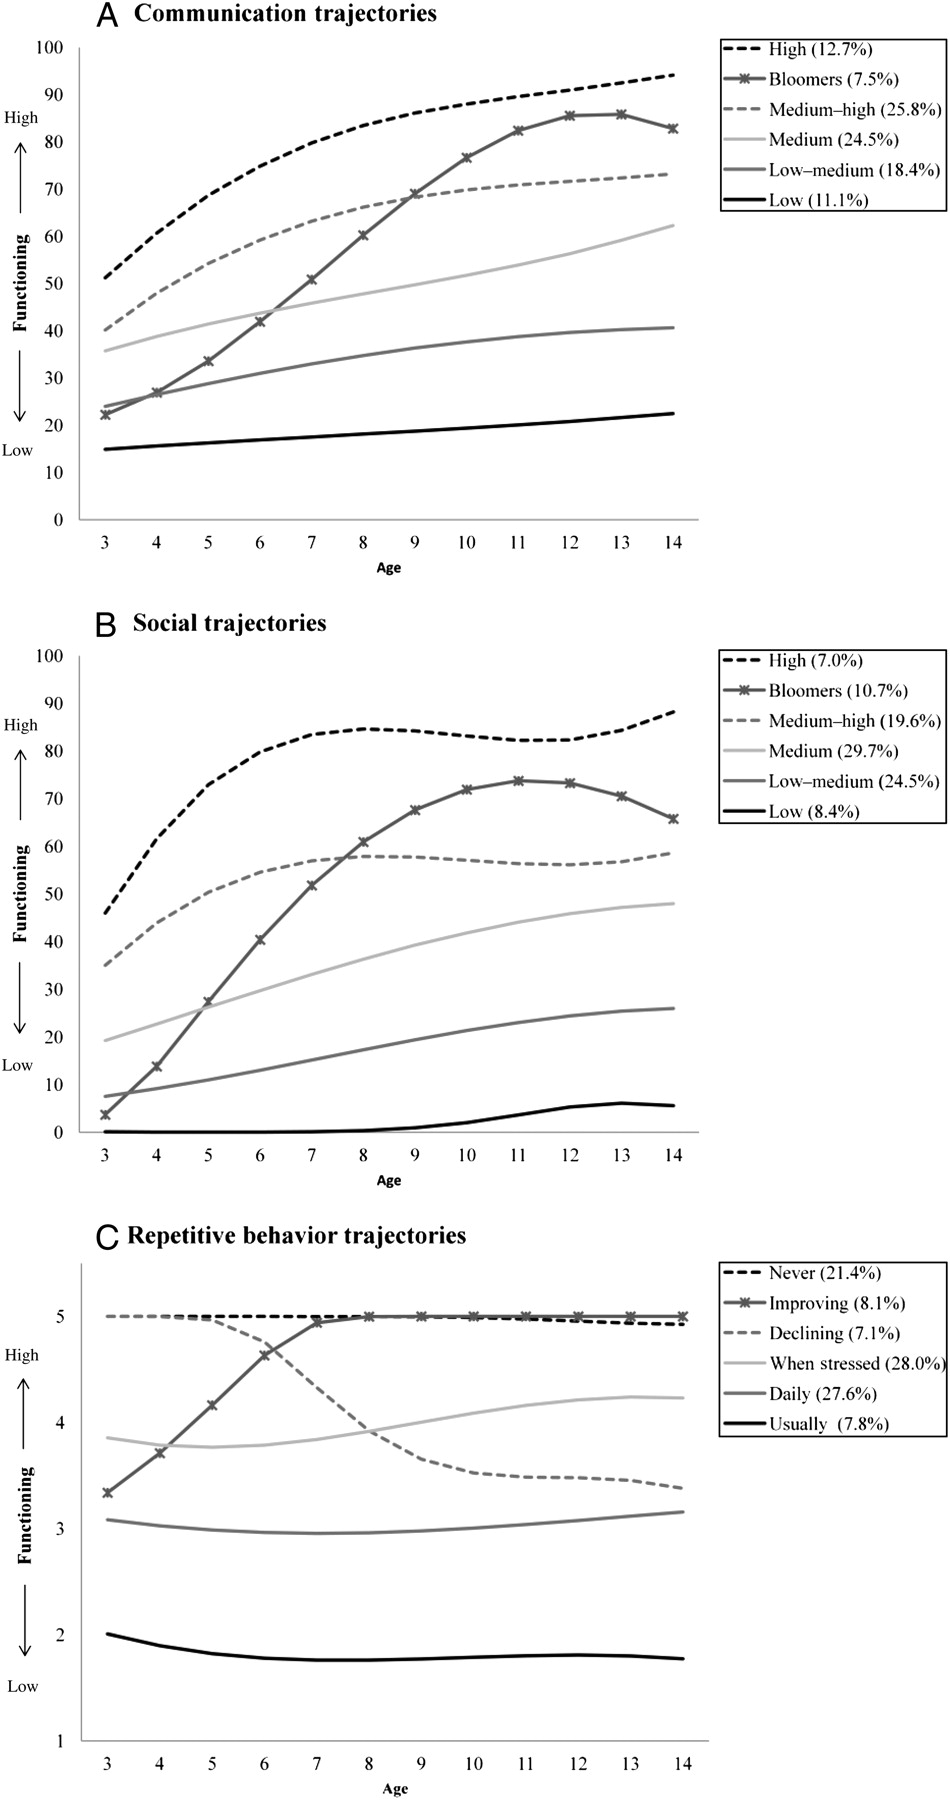 A Communication trajectories
100
90
80
70
60
50
40
30
20
10
0
High
Functioning
Low
3 4 5 6 7 8 9 10 11 12 13 14
Age
High (12.7%)
Bloomers (7.5%)
Medium–high (25.8%)
Medium (24.5%)
Low–medium (18.4%)
Low (11.1%)
B Social trajectories
100
90
80
70
60
50
40
30
20
10
0
High
Functioning
Low
3 4 5 6 7 8 9 10 11 12 13 14
Age
High (7.0%)
Bloomers (10.7%)
Medium–high (19.6%)
Medium (29.7%)
Low–medium (24.5%)
Low (8.4%)
C Repetitive behavior trajectories
5
4
3
2
1
High
Functioning
Low
3 4 5 6 7 8 9 10 11 12 13 14
Age
Never (21.4%)
Improving (8.1%)
Declining (7.1%)
When stressed (28.0%)
Daily (27.6%)
Usually (7.8%)